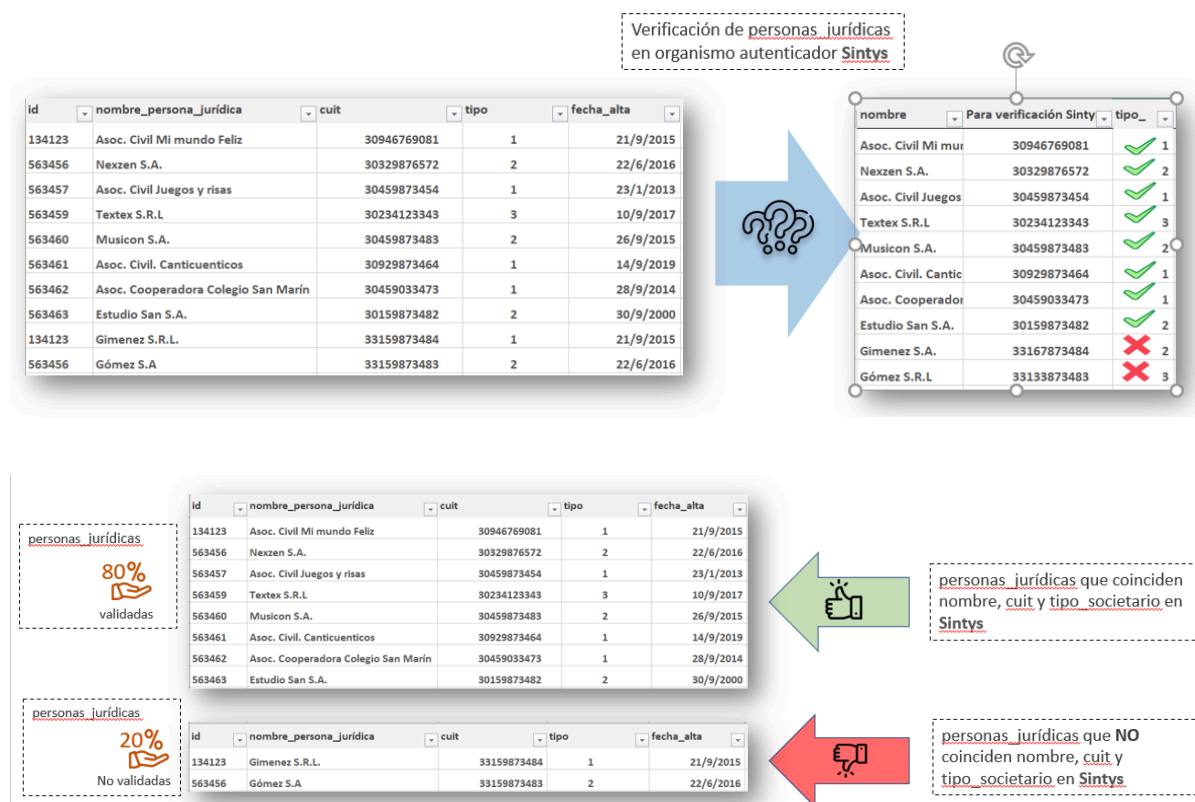 Verificación de personas_jurídicas
en organismo autenticador Sintys
id nombre_persona_jurídica cuit tipo fecha_alta
134123 Asoc. Civil Mi mundo Feliz 30946769081 1 21/9/2015
563456 Nexzen S.A. 30329876572 2 22/6/2016
563457 Asoc. Civil Juegos y risas 30459873454 1 23/1/2013
563459 Textex S.R.L 30234123343 3 10/9/2017
563460 Musicon S.A. 30459873483 2 26/9/2015
563461 Asoc. Civil. Canticuenticos 30929873464 1 14/9/2019
563462 Asoc. Cooperadora Colegio San Marín 30459033473 1 28/9/2014
563463 Estudio San S.A. 30159873482 2 30/9/2000
134123 Gimenez S.R.L. 33159873484 1 21/9/2015
563456 Gómez S.A 33159873483 2 22/6/2016
nombre Para verificación Sinty tipo_
Asoc. Civil Mi mur 30946769081 1
Nexzen S.A. 30329876572 2
Asoc. Civil Juegos 30459873454 1
Textex S.R.L 30234123343 3
Musicon S.A. 30459873483 2
Asoc. Civil. Cantic 30929873464 1
Asoc. Cooperador 30459033473 1
Estudio San S.A. 30159873482 2
Gimenez S.A. 33167873484 2
Gómez S.R.L 33133873483 3
personas_jurídicas
80%
validadas
id nombre_persona_jurídica cuit tipo fecha_alta
134123 Asoc. Civil Mi mundo Feliz 30946769081 1 21/9/2015
563456 Nexzen S.A. 30329876572 2 22/6/2016
563457 Asoc. Civil Juegos y risas 30459873454 1 23/1/2013
563459 Textex S.R.L 30234123343 3 10/9/2017
563460 Musicon S.A. 30459873483 2 26/9/2015
563461 Asoc. Civil. Canticuenticos 30929873464 1 14/9/2019
563462 Asoc. Cooperadora Colegio San Marín 30459033473 1 28/9/2014
563463 Estudio San S.A. 30159873482 2 30/9/2000
personas_jurídicas que coinciden
nombre, cuit y tipo_societario en
Sintys
personas_jurídicas
20%
No validadas
id nombre_persona_jurídica cuit tipo fecha_alta
134123 Gimenez S.R.L. 33159873484 1 21/9/2015
563456 Gómez S.A 33159873483 2 22/6/2016
personas_jurídicas que NO
coinciden nombre, cuit y
tipo_societario en Sintys